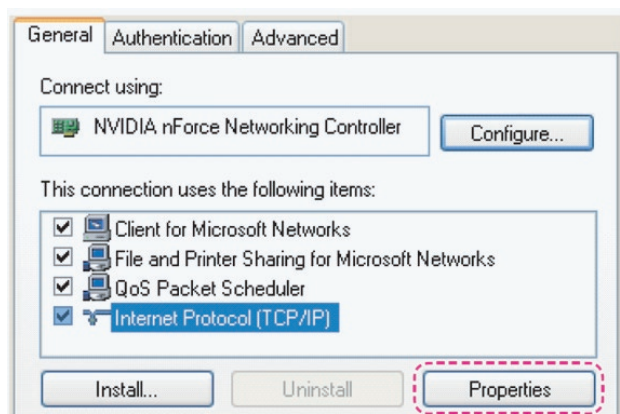 General Authentication Advanced
Connect using:
NVIDIA nForce Networking Controller Configure...
This connection uses the following items:
Client for Microsoft Networks
File and Printer Sharing for Microsoft Networks
QoS Packet Scheduler
Internet Protocol (TCP/IP)
Install... Uninstall Properties